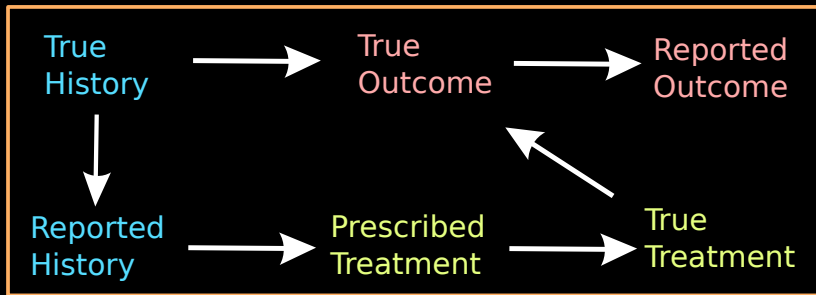 True
History
True
Outcome
Reported
Outcome
Reported
History
Prescribed
Treatment
True
Treatment